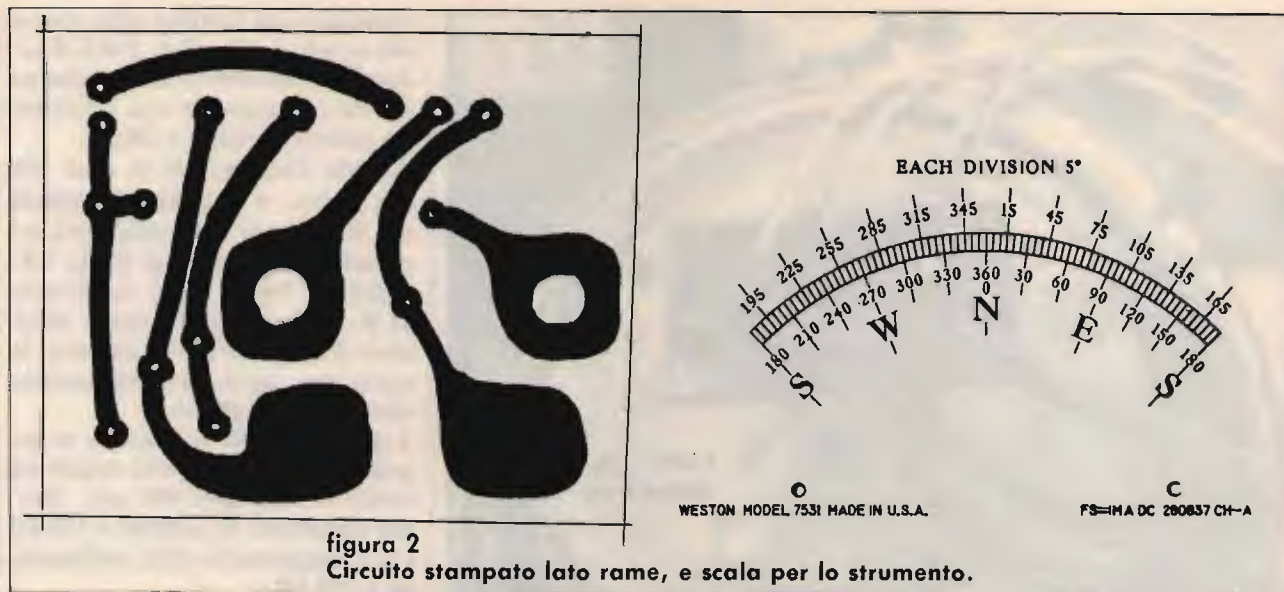 EACH DIVISION 5°
195 225 255 285 315 345 15 45 75 105 135 165
180 210 240 270 300 330 360 30 60 90 120 150 180
0
S W N E S
O C
WESTON MODEL 7531 MADE IN U.S.A. FS=1MA DC 280837 CH-A
figura 2
Circuito stampato lato rame, e scala per lo strumento.